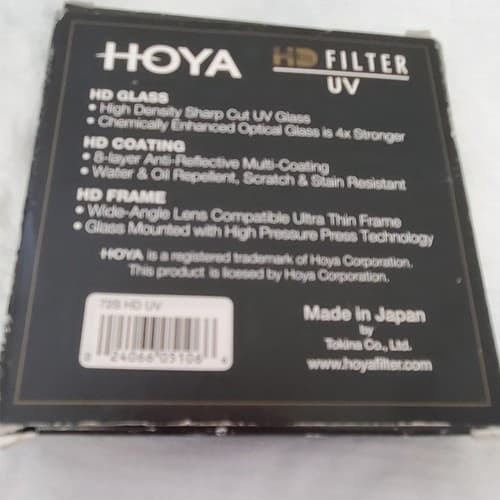 HOYA HD FILTER
UV
HD GLASS
• High Density Sharp Cut UV Glass
• Chemically Enhanced Optical Glass is 4x Stronger
HD COATING
• 8-layer Anti-Reflective Multi-Coating
• Water & Oil Repellent, Scratch & Stain Resistant
HD FRAME
• Wide-Angle Lens Compatible Ultra Thin Frame
• Glass Mounted with High Pressure Press Technology
HOYA is a registered trademark of Hoya Corporation.
This product is licesed by Hoya Corporation.
HD UV
24066 05106
Made in Japan
by
Tokina Co., Ltd.
www.hoyafilter.com